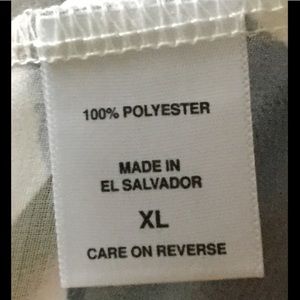 100% POLYESTER
MADE IN
EL SALVADOR
XL
CARE ON REVERSE